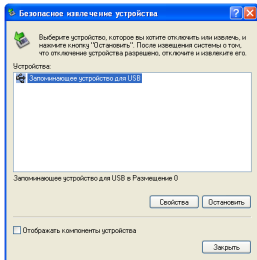 Безопасное извлечение устройства
Выберите устройство, которое вы хотите отключить или извлечь, и
нажмите кнопку "Остановить". После извещения системы о том,
что отключение устройства разрешено, отключите и извлеките его.
Устройства:
Запоминающее устройство для USB
Запоминающее устройство для USB в Размещение 0
Свойства
Остановить
Отображать компоненты устройства
Закрыть